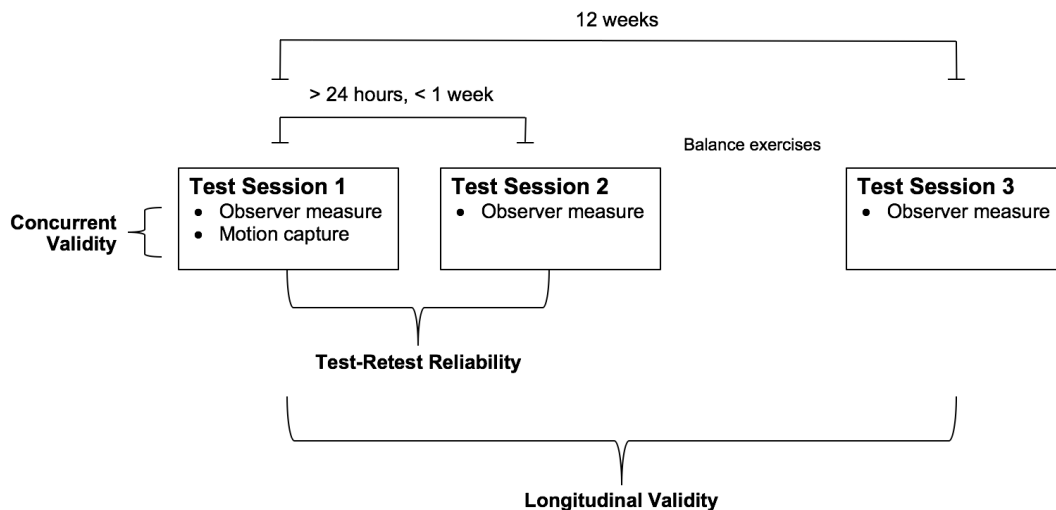 12 weeks
> 24 hours, < 1 week
Balance exercises
Test Session 1
• Observer measure
• Motion capture
Test Session 2
• Observer measure
Test Session 3
• Observer measure
Concurrent
Validity
Test-Retest Reliability
Longitudinal Validity